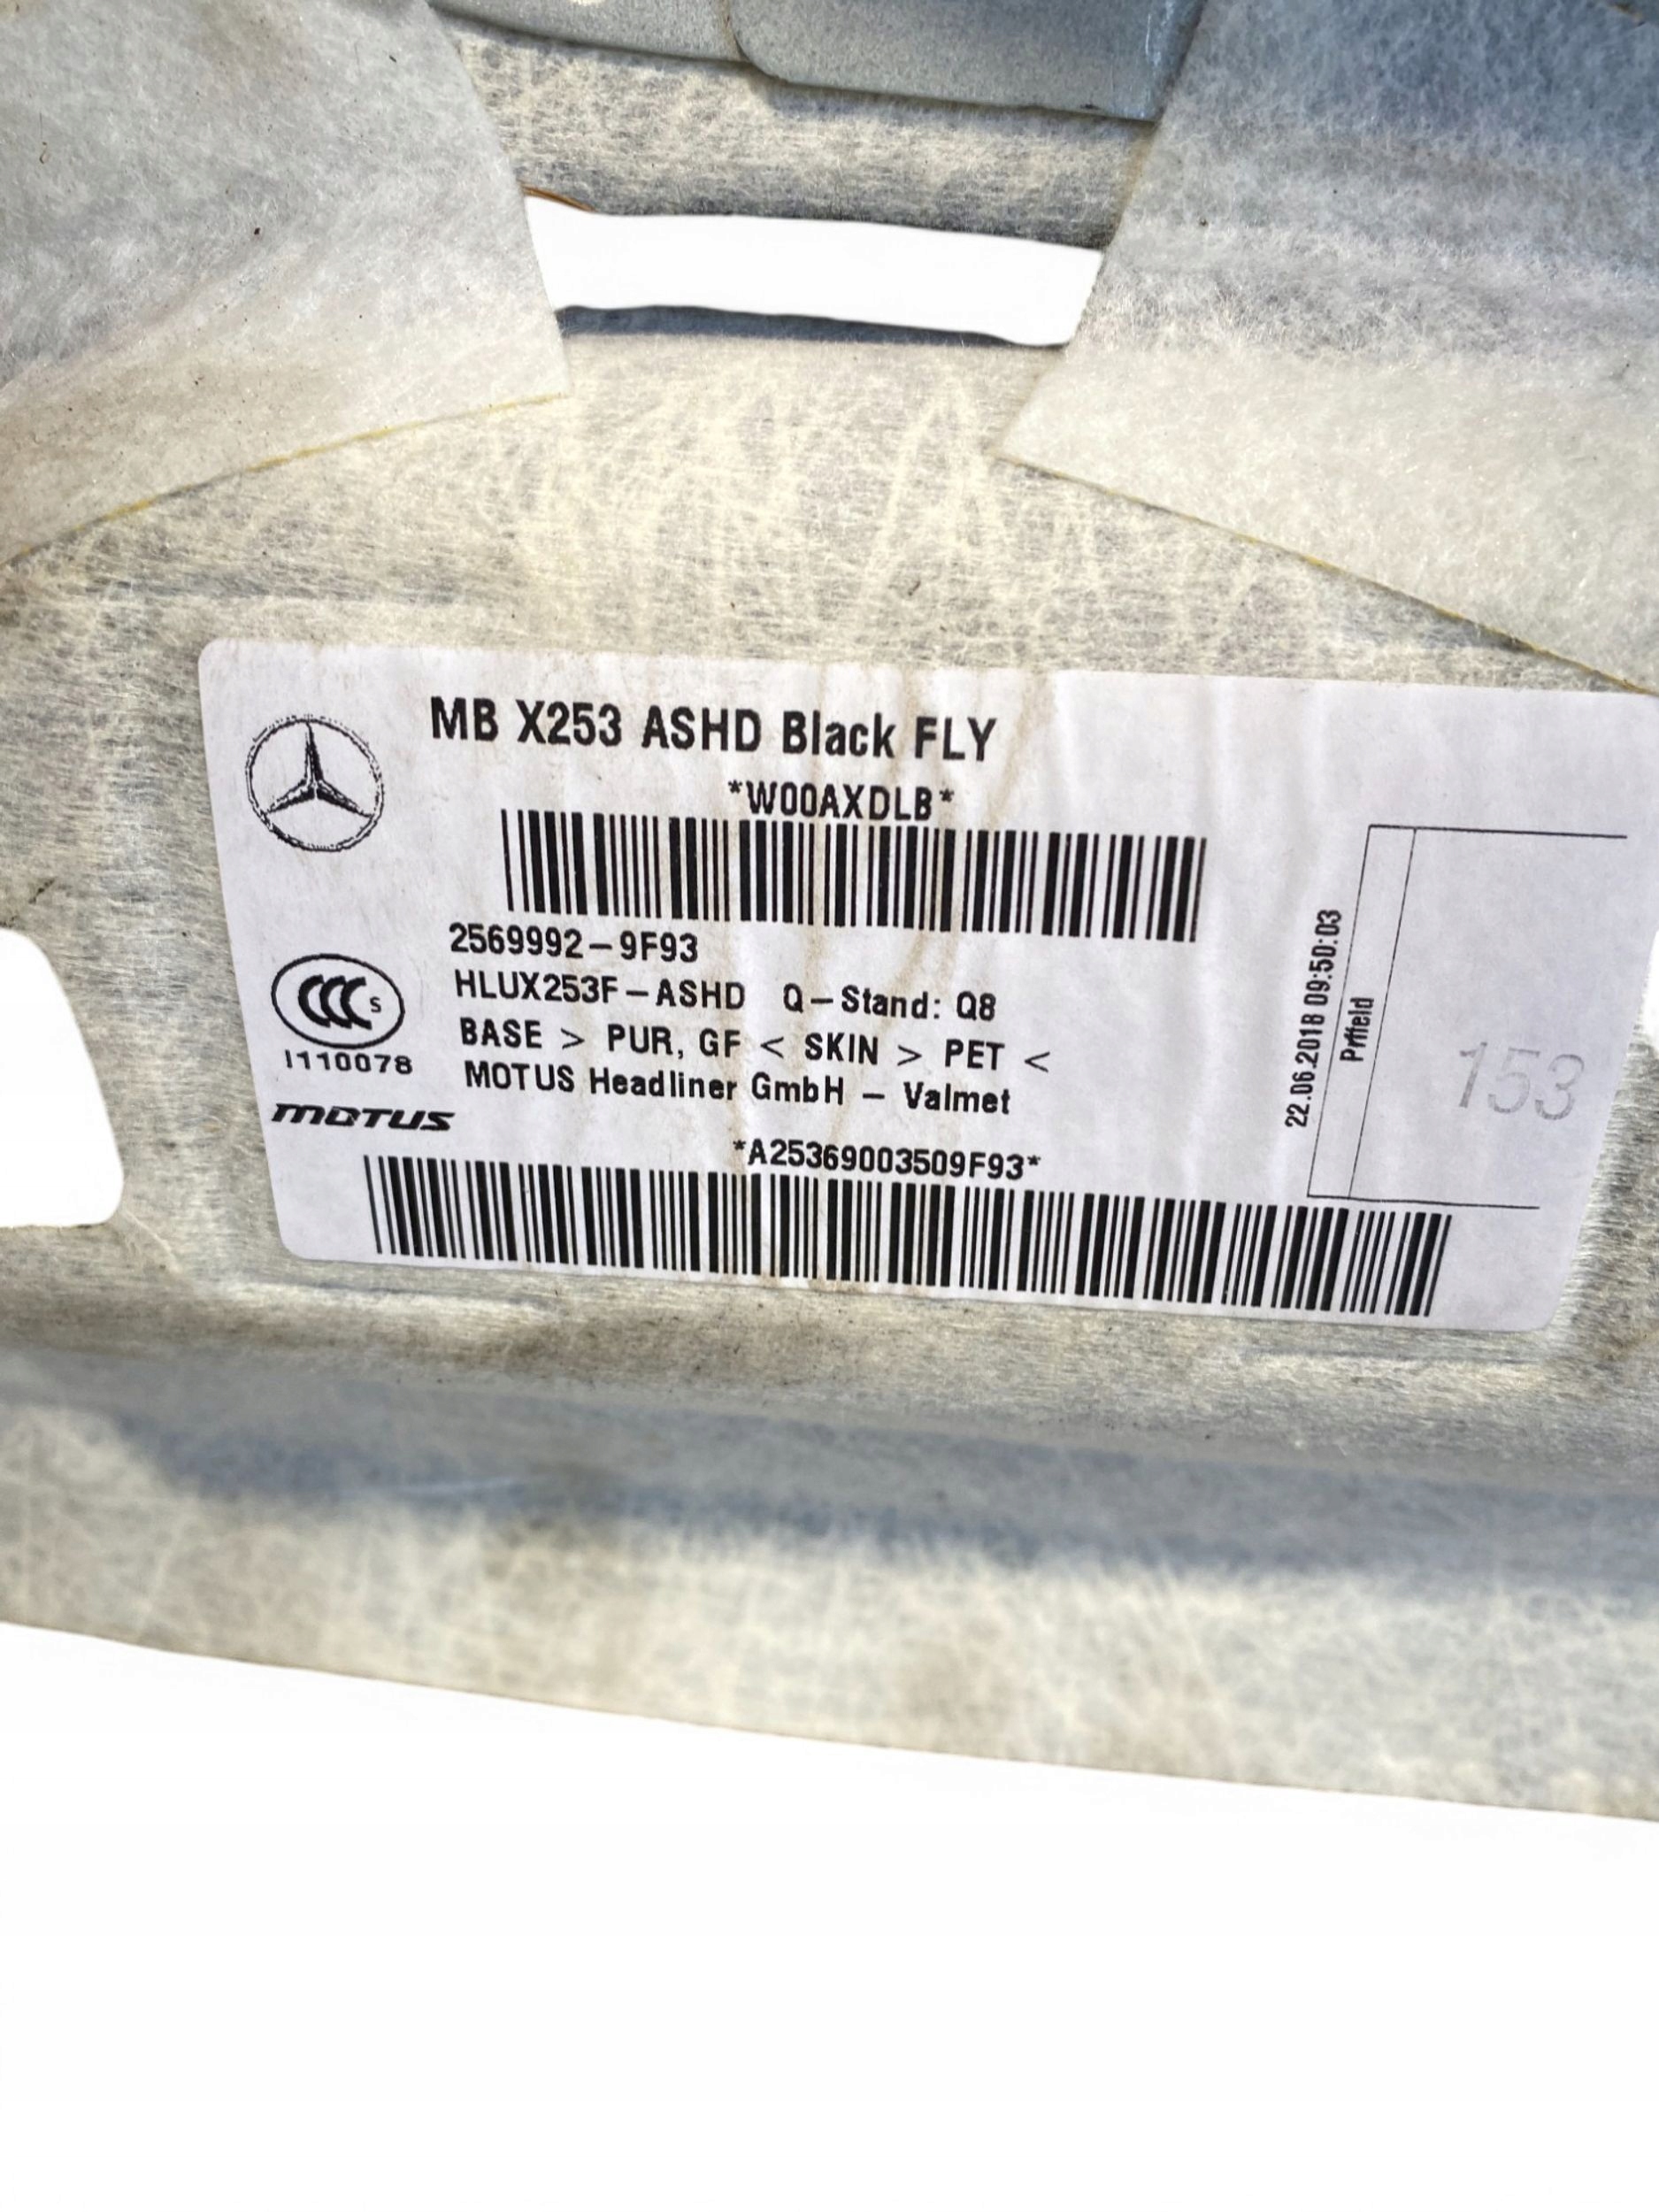 MB X253 ASHD Black FLY
*W00AXDLB*
2569992-9F93
HLUX253F-ASHD Q-Stand: Q8
BASE > PUR, GF < SKIN > PET <
MOTUS Headliner GmbH - Valmet
*A25369003509F93*
CCC S
I110078
MOTUS
22.06.2018 09:50:03
Prffeld
153